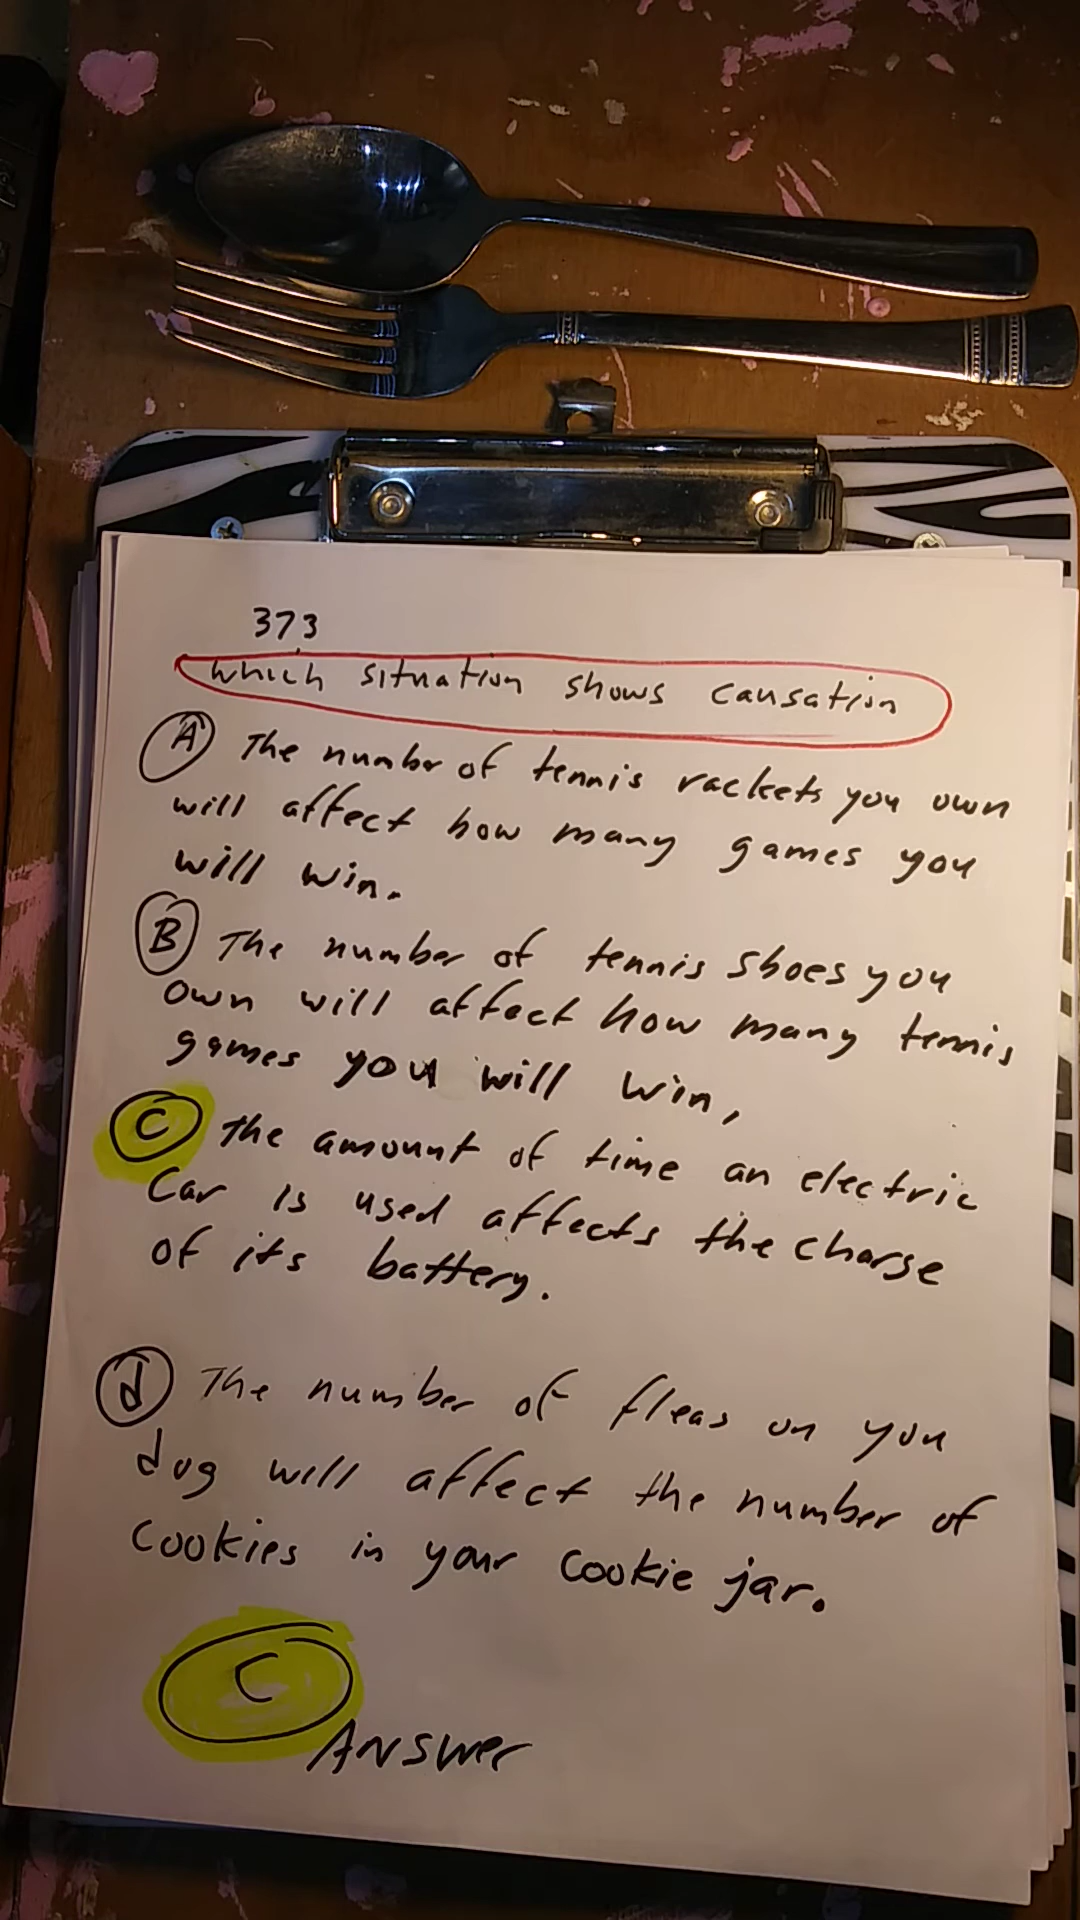 373
which situation shows causation
A The number of tennis rackets you own
will affect how many games you
will win.
B The number of tennis shoes you
own will affect how many tennis
games you will win,
C the amount of time an electric
Car is used affects the charge
of its battery.
d The number of fleas on you
dog will affect the number of
Cookies in your Cookie jar.
C
Answer